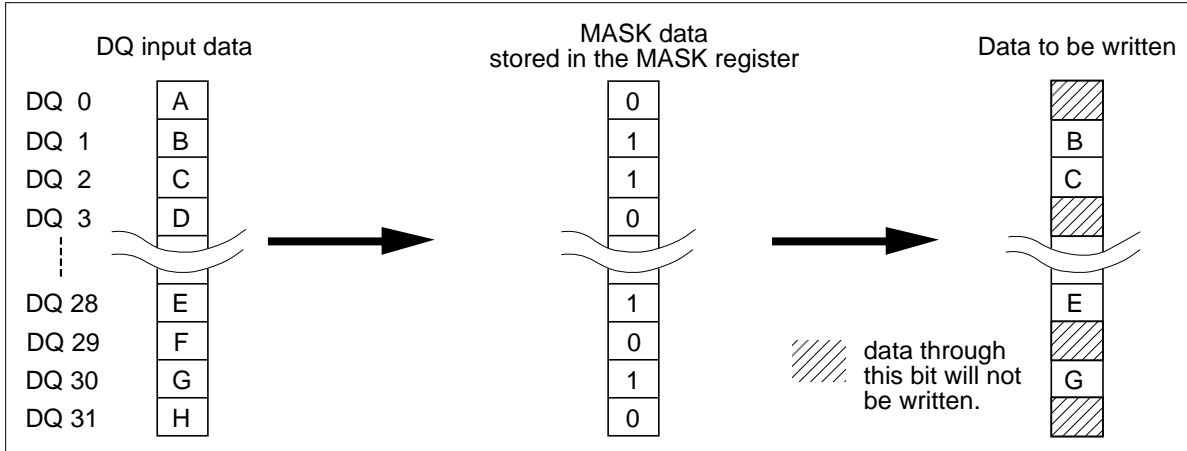 DQ input data
MASK data
stored in the MASK register
Data to be written
DQ 0 A 0
DQ 1 B 1 B
DQ 2 C 1 C
DQ 3 D 0
DQ 28 E 1 E
DQ 29 F 0
DQ 30 G 1 G
DQ 31 H 0
data through
this bit will not
be written.